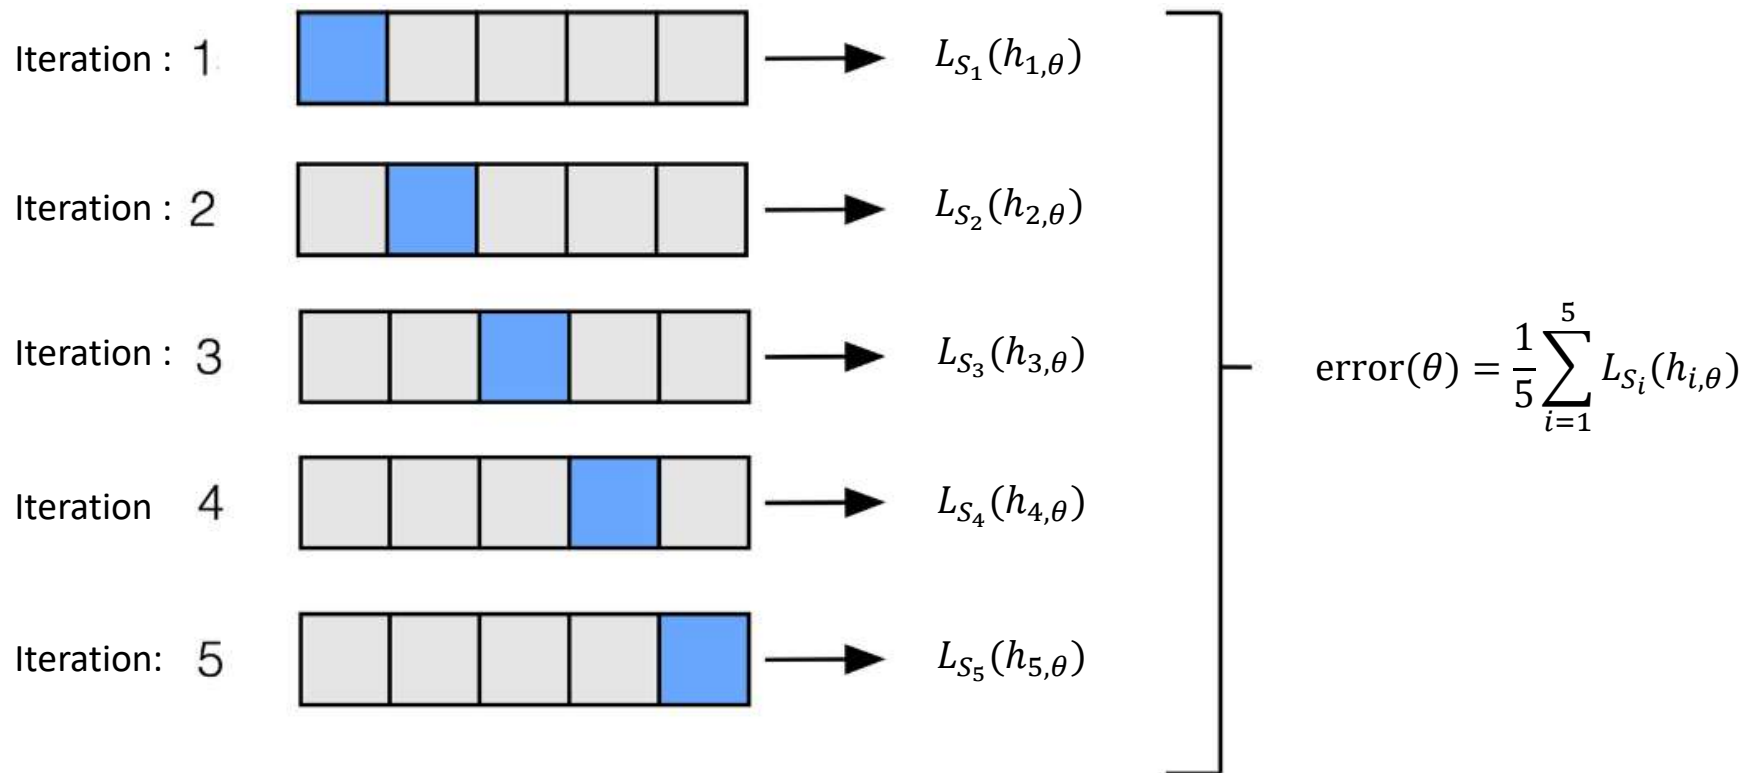 Iteration : 1 L_{S_1}(h_{1,θ})
Iteration : 2 L_{S_2}(h_{2,θ})
Iteration : 3 L_{S_3}(h_{3,θ})
error(θ) = \frac{1}{5}\sum_{i=1}^{5} L_{S_i}(h_{i,θ})
Iteration 4 L_{S_4}(h_{4,θ})
Iteration: 5 L_{S_5}(h_{5,θ})